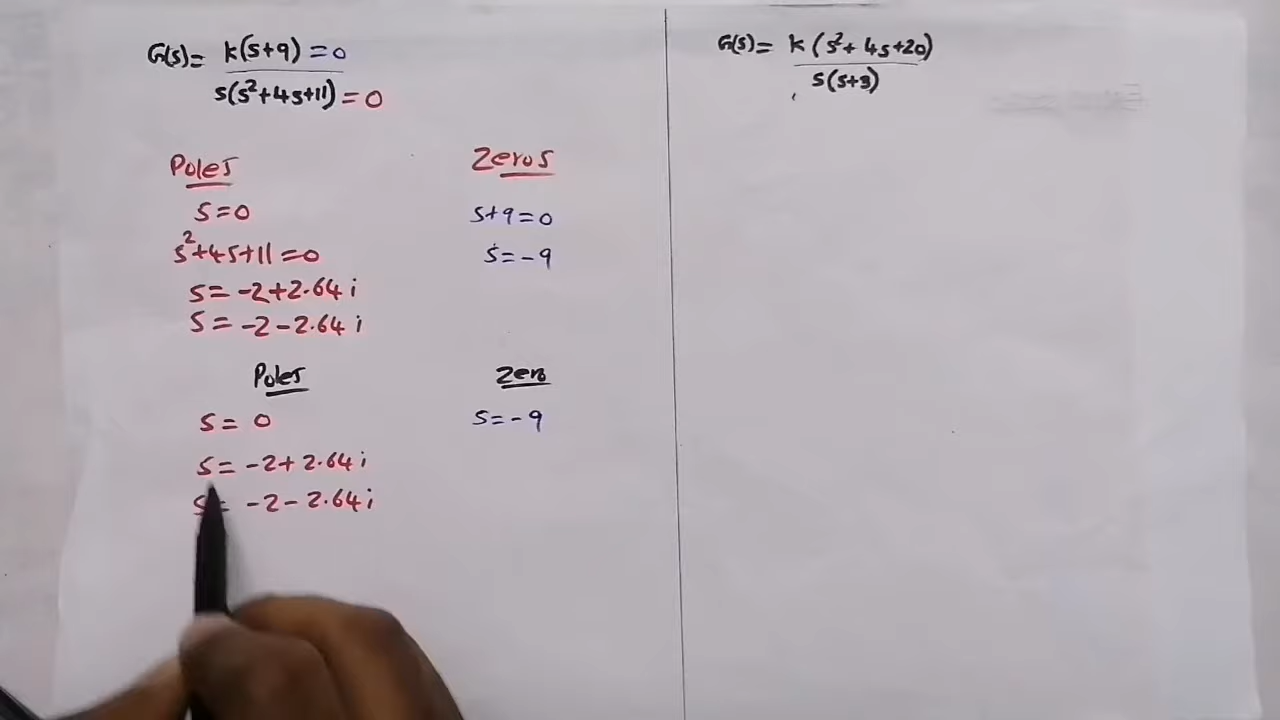 G(s)= k(s+9) =0
s(s²+4s+11) =0
Poles
s=0
s²+4s+11=0
s= -2+2.64 i
s= -2-2.64 i
Zeros
s+9=0
s=-9
Poles
s= 0
s= -2+2.64 i
s= -2-2.64 i
Zero
s=-9
G(s)= k(s²+4s+20)
s(s+3)